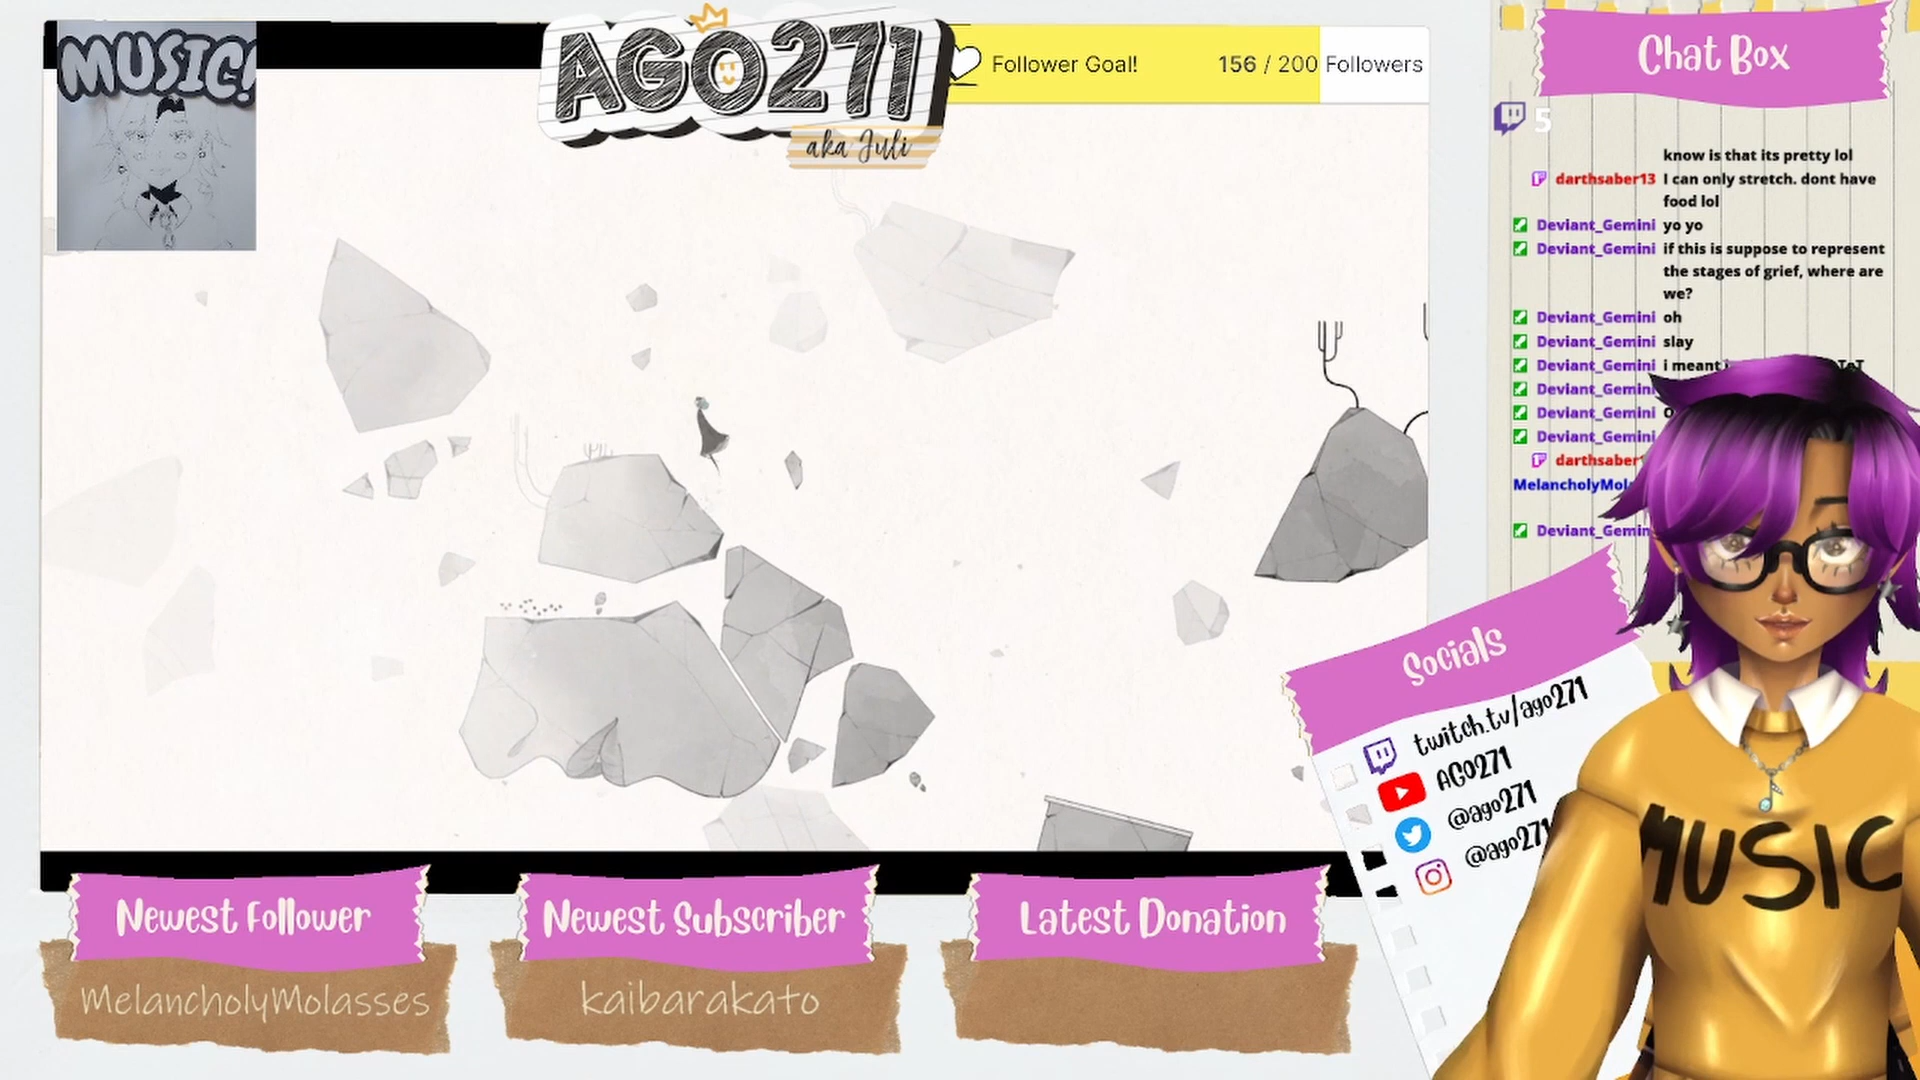 MUSIC!
AGO271
aka Juli
Follower Goal!
156 / 200 Followers
Chat Box
5
know is that its pretty lol
darthsaber13 I can only stretch. dont have
food lol
Deviant_Gemini yo yo
Deviant_Gemini if this is suppose to represent
the stages of grief, where are
we?
Deviant_Gemini oh
Deviant_Gemini slay
Deviant_Gemini i meant
Deviant_Gemini
Deviant_Gemini
Deviant_Gemini
Socials
twitch.tv/ago271
AGO271
@ago271
@ago271
MUSIC
Newest Follower
MelancholyMolasses
Newest Subscriber
kaibarakato
Latest Donation